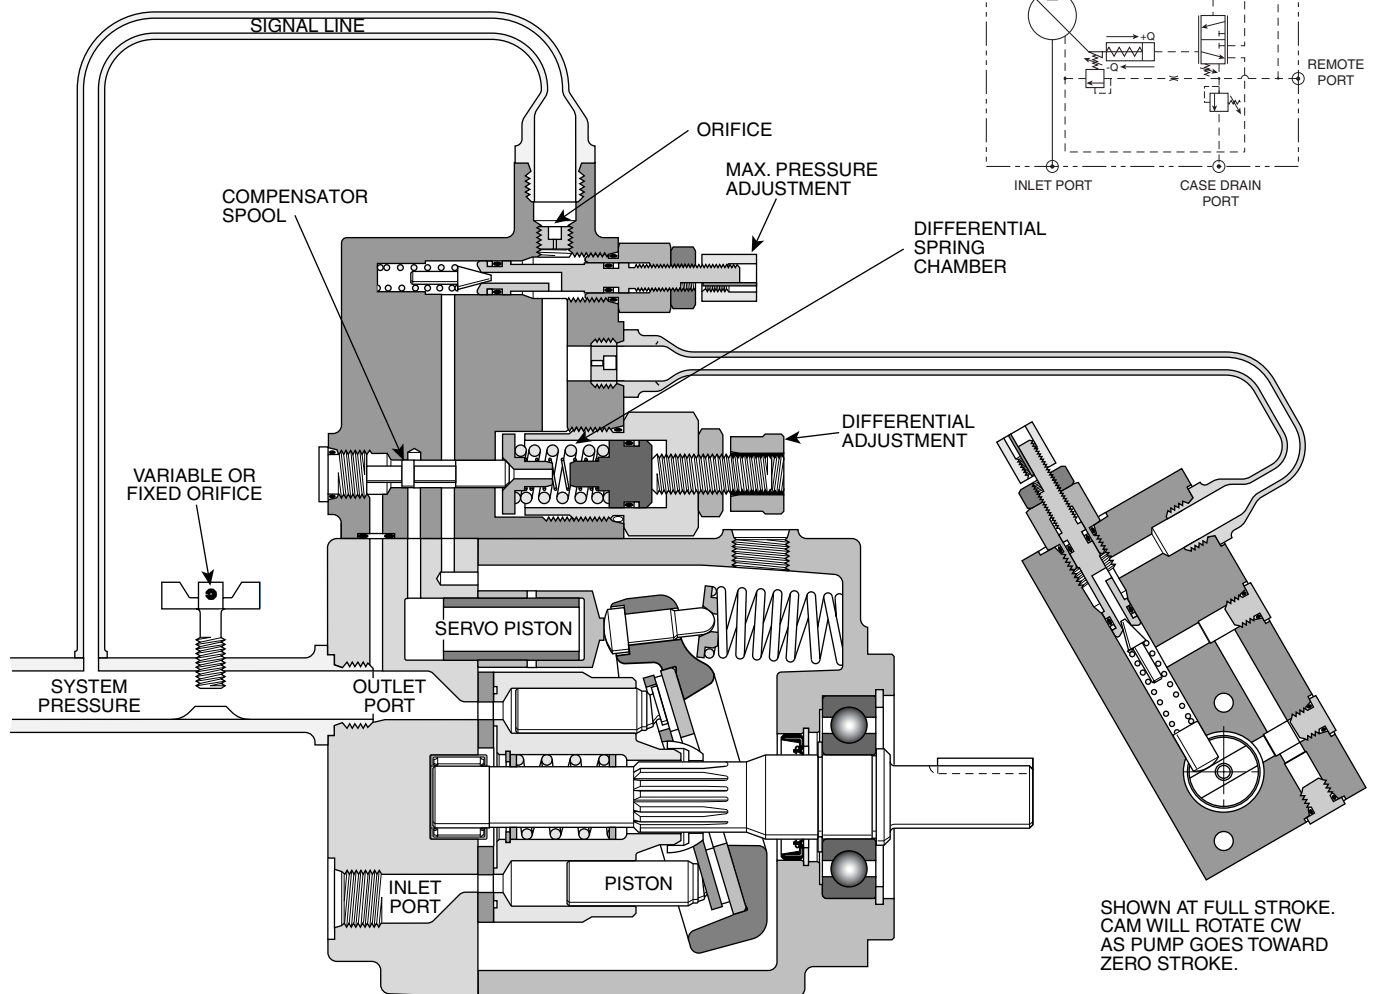 SIGNAL LINE
+Q
-Q
REMOTE
PORT
INLET PORT
CASE DRAIN
PORT
ORIFICE
MAX. PRESSURE
ADJUSTMENT
COMPENSATOR
SPOOL
DIFFERENTIAL
SPRING
CHAMBER
DIFFERENTIAL
ADJUSTMENT
VARIABLE OR
FIXED ORIFICE
SERVO PISTON
SYSTEM
PRESSURE
OUTLET
PORT
INLET
PORT
PISTON
SHOWN AT FULL STROKE.
CAM WILL ROTATE CW
AS PUMP GOES TOWARD
ZERO STROKE.